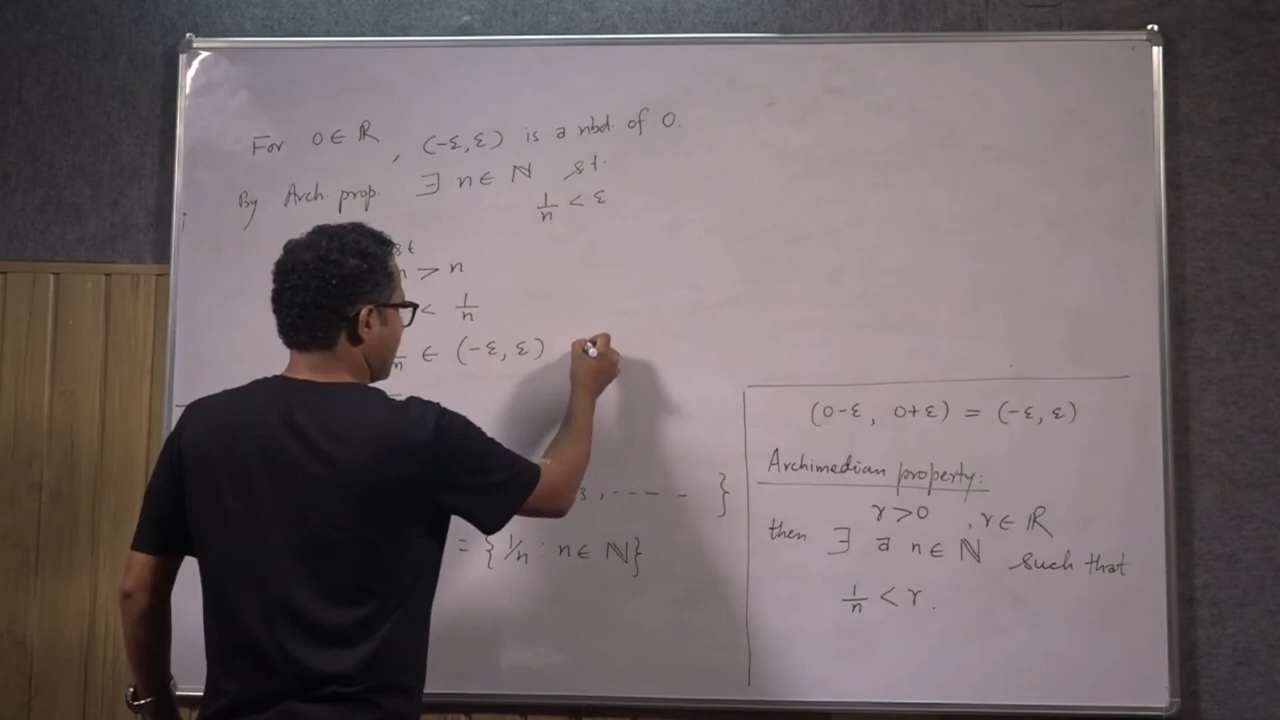 For 0 ∈ ℝ , (-ε, ε) is a nbd. of 0.
By Arch. prop. ∃ n ∈ ℕ st.
1/n < ε
st
> n
< 1/n
n ∈ (-ε, ε)
3 , - - - - }
= { 1/n : n ∈ ℕ }
(0-ε, 0+ε) = (-ε, ε)
Archimedian property:
r > 0 , r ∈ ℝ
then ∃ a n ∈ ℕ such that
1/n < r .